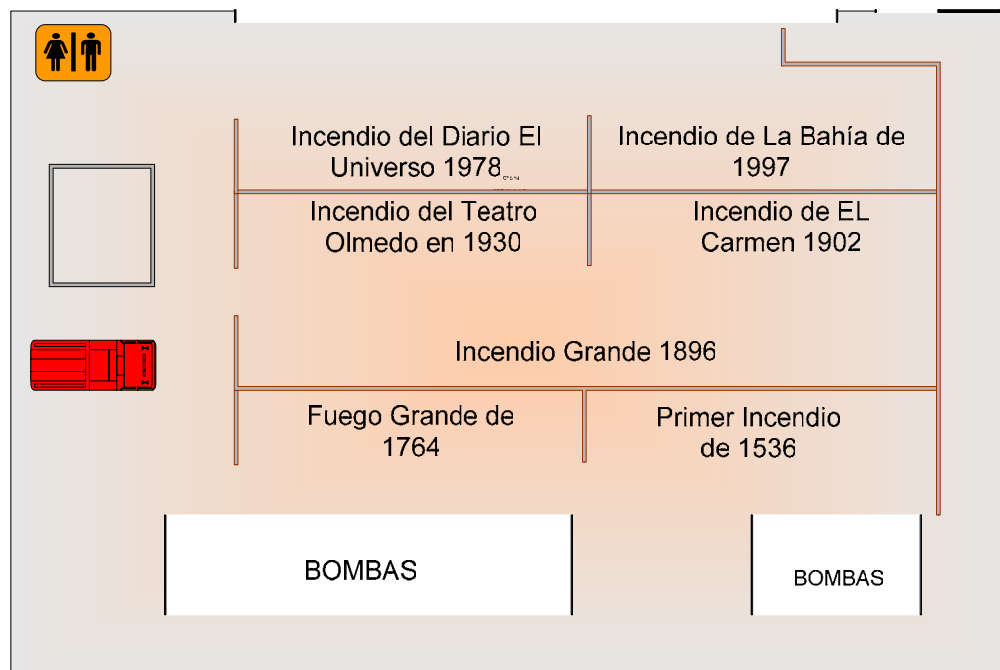 Incendio del Diario El
Universo 1978
Incendio de La Bahía de
1997
Incendio del Teatro
Olmedo en 1930
Incendio de EL
Carmen 1902
Incendio Grande 1896
Fuego Grande de
1764
Primer Incendio
de 1536
BOMBAS
BOMBAS